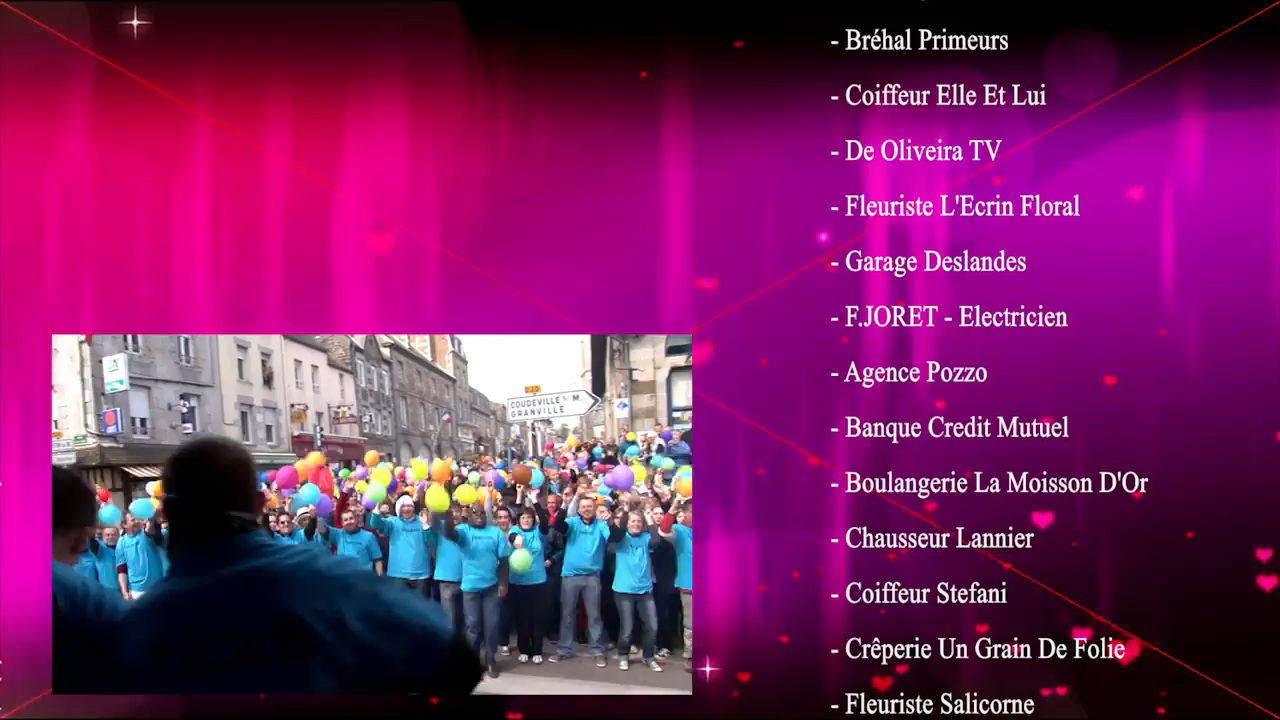 - Bréhal Primeurs
- Coiffeur Elle Et Lui
- De Oliveira TV
- Fleuriste L'Ecrin Floral
- Garage Deslandes
- F.JORET - Electricien
- Agence Pozzo
- Banque Credit Mutuel
- Boulangerie La Moisson D'Or
- Chausseur Lannier
- Coiffeur Stefani
- Crêperie Un Grain De Folie
- Fleuriste Salicorne
COUDEVILLE S/ M.
GRANVILLE